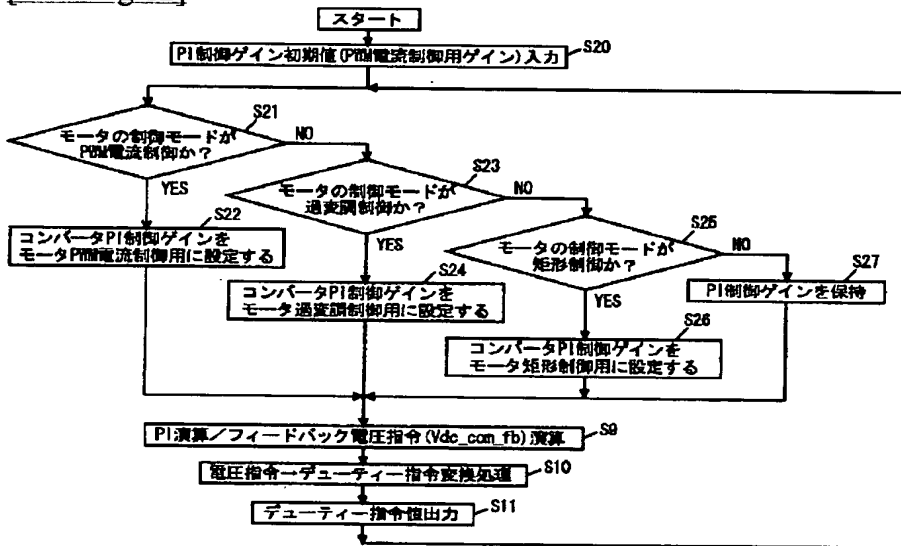 スタート
PI制御ゲイン初期値(PWM電流制御用ゲイン)入力
S20
S21
モータの制御モードが
PWM電流制御か？
NO
YES
S23
モータの制御モードが
過変調制御か？
NO
YES
S22
コンバータPI制御ゲインを
モータPWM電流制御用に設定する
S25
モータの制御モードが
矩形制御か？
NO
YES
S24
コンバータPI制御ゲインを
モータ過変調制御用に設定する
S27
PI制御ゲインを保持
S26
コンバータPI制御ゲインを
モータ矩形制御用に設定する
PI演算／フィードバック電圧指令(Vdc_com_fb)演算
S9
電圧指令→デューティー指令変換処理
S10
デューティー指令値出力
S11